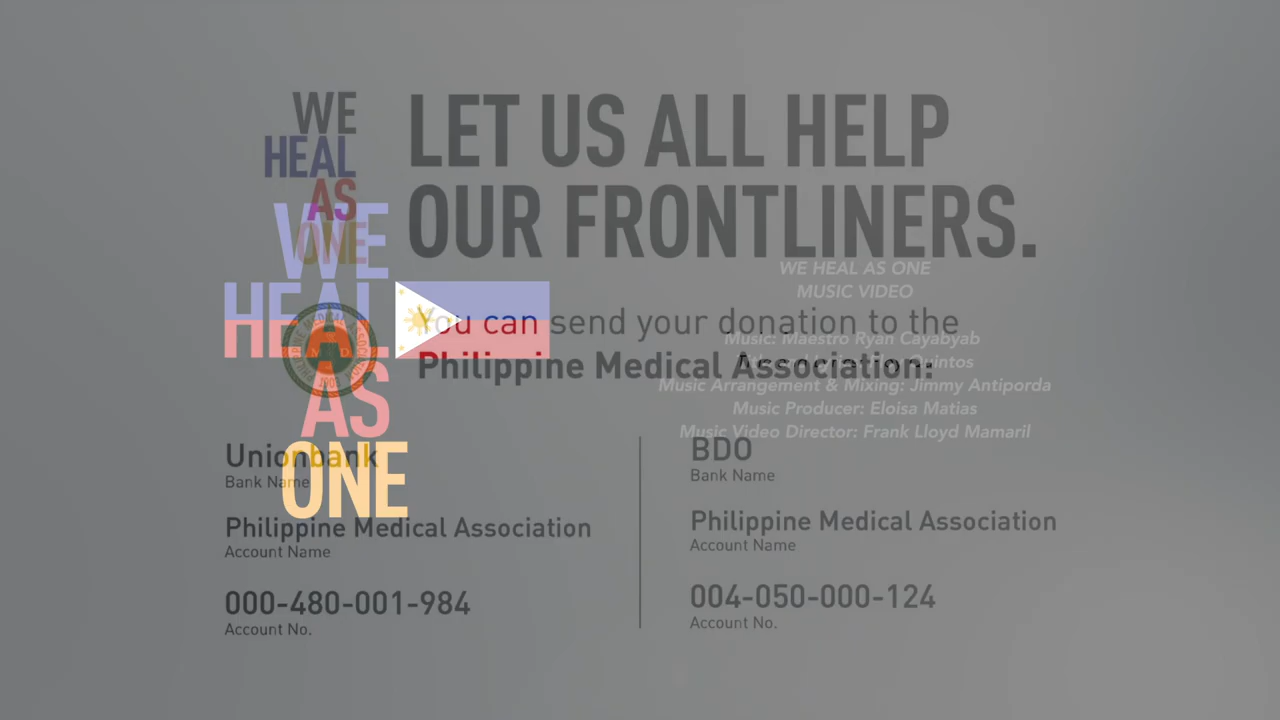 WE
HEAL
AS
ONE
LET US ALL HELP
OUR FRONTLINERS.
WE
HEAL
AS
ONE
You can send your donation to the
Philippine Medical Association:
WE HEAL AS ONE
MUSIC VIDEO
Music: Maestro Ryan Cayabyab
Quintos
Music Arrangement & Mixing: Jimmy Antiporda
Music Producer: Eloisa Matias
Music Video Director: Frank Lloyd Mamaril
Unionbank
Bank Name
Philippine Medical Association
Account Name
000-480-001-984
Account No.
BDO
Bank Name
Philippine Medical Association
Account Name
004-050-000-124
Account No.